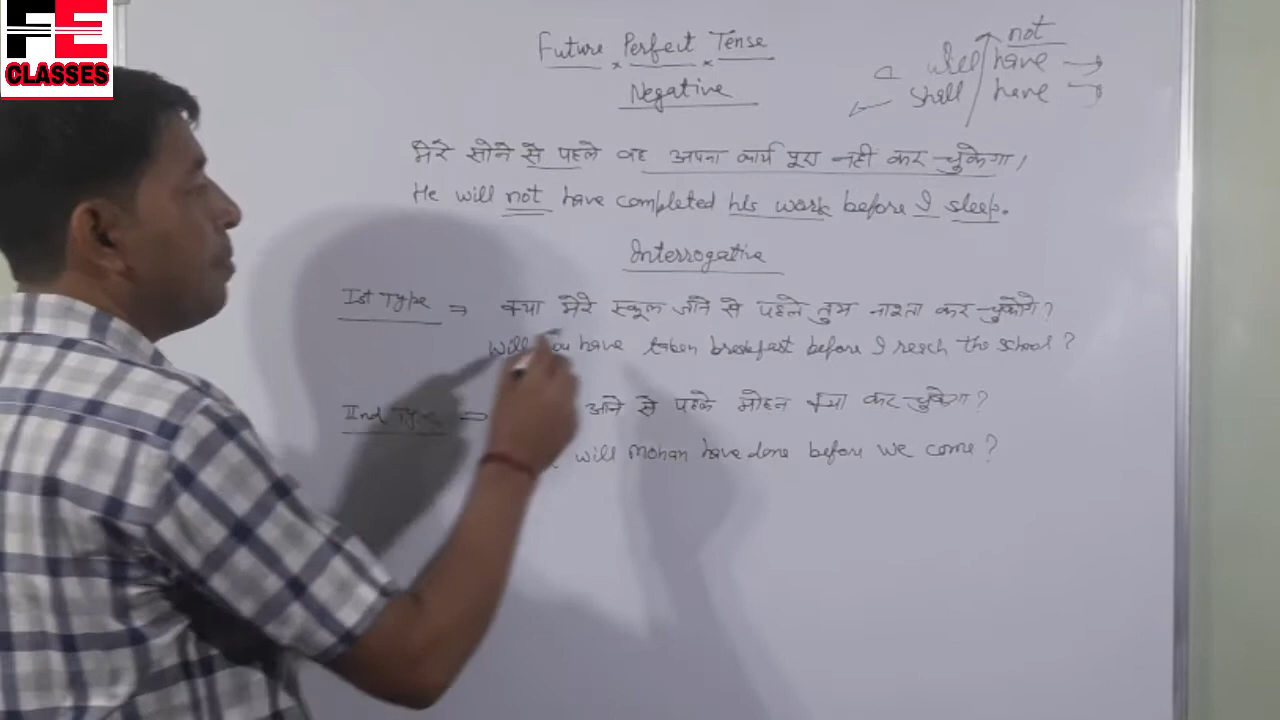 FE
CLASSES
Future Perfect Tense
Negative
not
will have
shall have
मेरे सोने से पहले वह अपना कार्य पूरा नहीं कर चुकेगा।
He will not have completed his work before I sleep.
Interrogative
Ist Type ⇒ क्या मेरे स्कूल जाने से पहले तुम नाश्ता कर चुकोगे?
Will you have taken breakfast before I reach the school?
IInd Type ⇒ आने से पहले मोहन क्या कर चुकेगा?
will Mohan have done before we come?